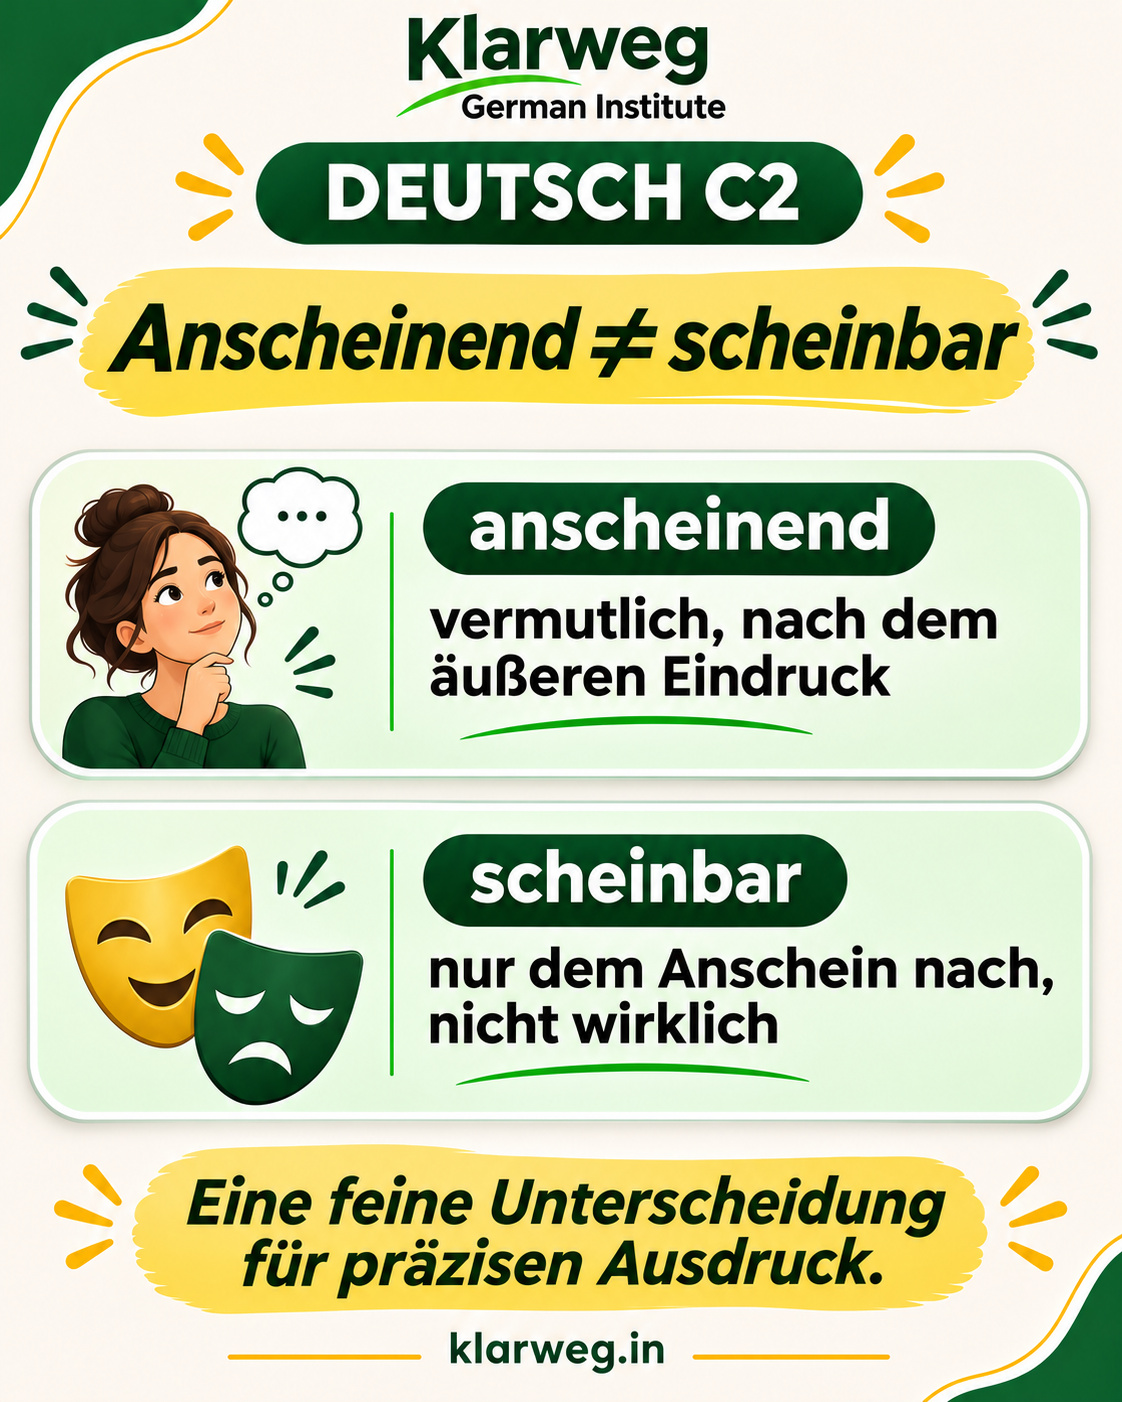 Klarweg
German Institute
DEUTSCH C2
Anscheinend ≠ scheinbar
anscheinend
vermutlich, nach dem
äußeren Eindruck
scheinbar
nur dem Anschein nach,
nicht wirklich
Eine feine Unterscheidung
für präzisen Ausdruck.
klarweg.in